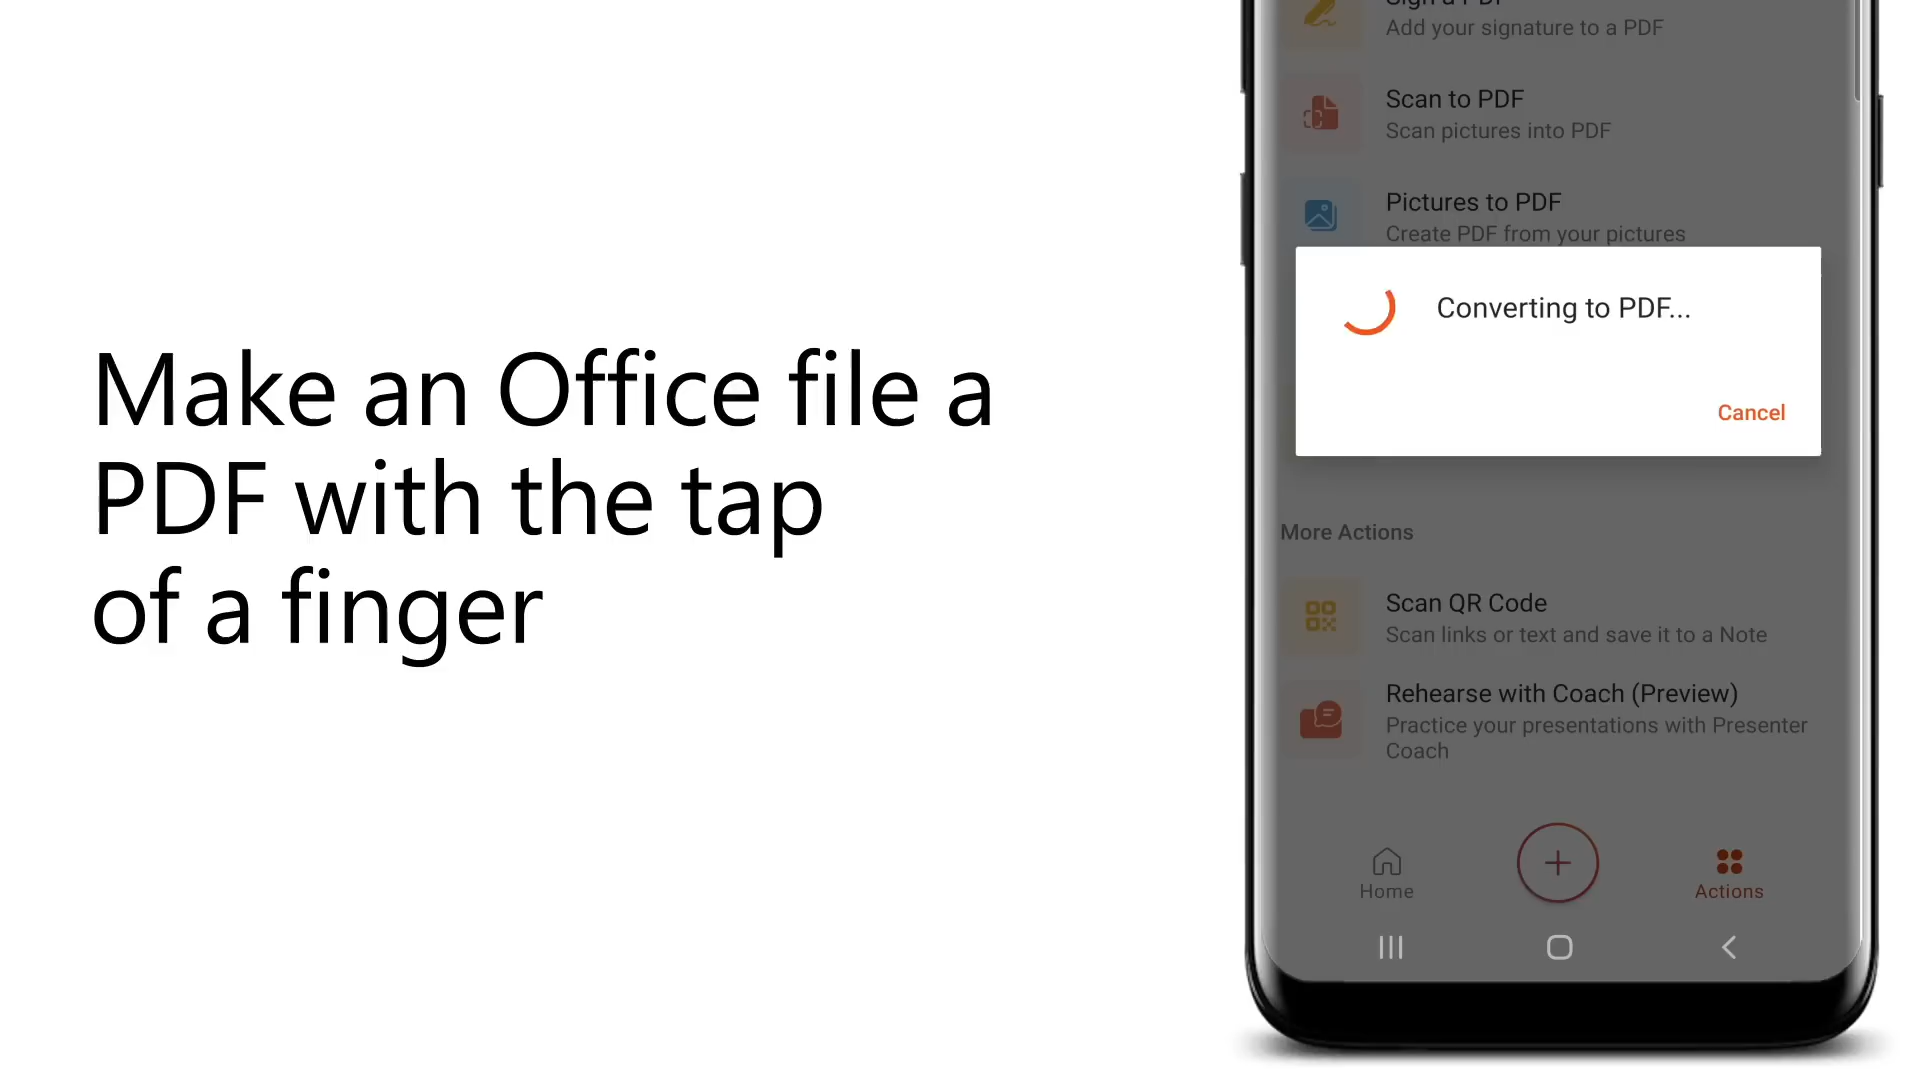 Make an Office file a
PDF with the tap
of a finger
Sign a PDF
Add your signature to a PDF
Scan to PDF
Scan pictures into PDF
Pictures to PDF
Create PDF from your pictures
Converting to PDF...
Cancel
More Actions
Scan QR Code
Scan links or text and save it to a Note
Rehearse with Coach (Preview)
Practice your presentations with Presenter
Coach
Home
Actions